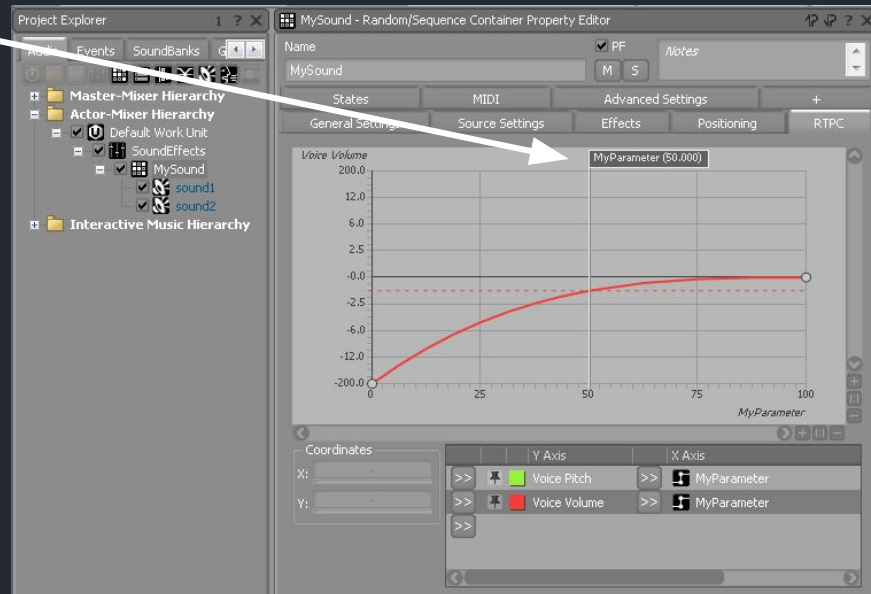 Project Explorer
1 ? X
MySound - Random/Sequence Container Property Editor
? X
Audio
Events
SoundBanks
G
Master-Mixer Hierarchy
Actor-Mixer Hierarchy
Default Work Unit
SoundEffects
MySound
sound1
sound2
Interactive Music Hierarchy
Name
PF
Notes
MySound
M S
States
MIDI
Advanced Settings
+
General Settings
Source Settings
Effects
Positioning
RTPC
Voice Volume
MyParameter (50.000)
200.0
12.0
6.0
2.5
-0.0
-2.5
-6.0
-12.0
-200.0
0 25 50 75 100
MyParameter
Coordinates
X: -
Y: -
Y Axis
X Axis
>> Voice Pitch >> MyParameter
>> Voice Volume >> MyParameter
>>